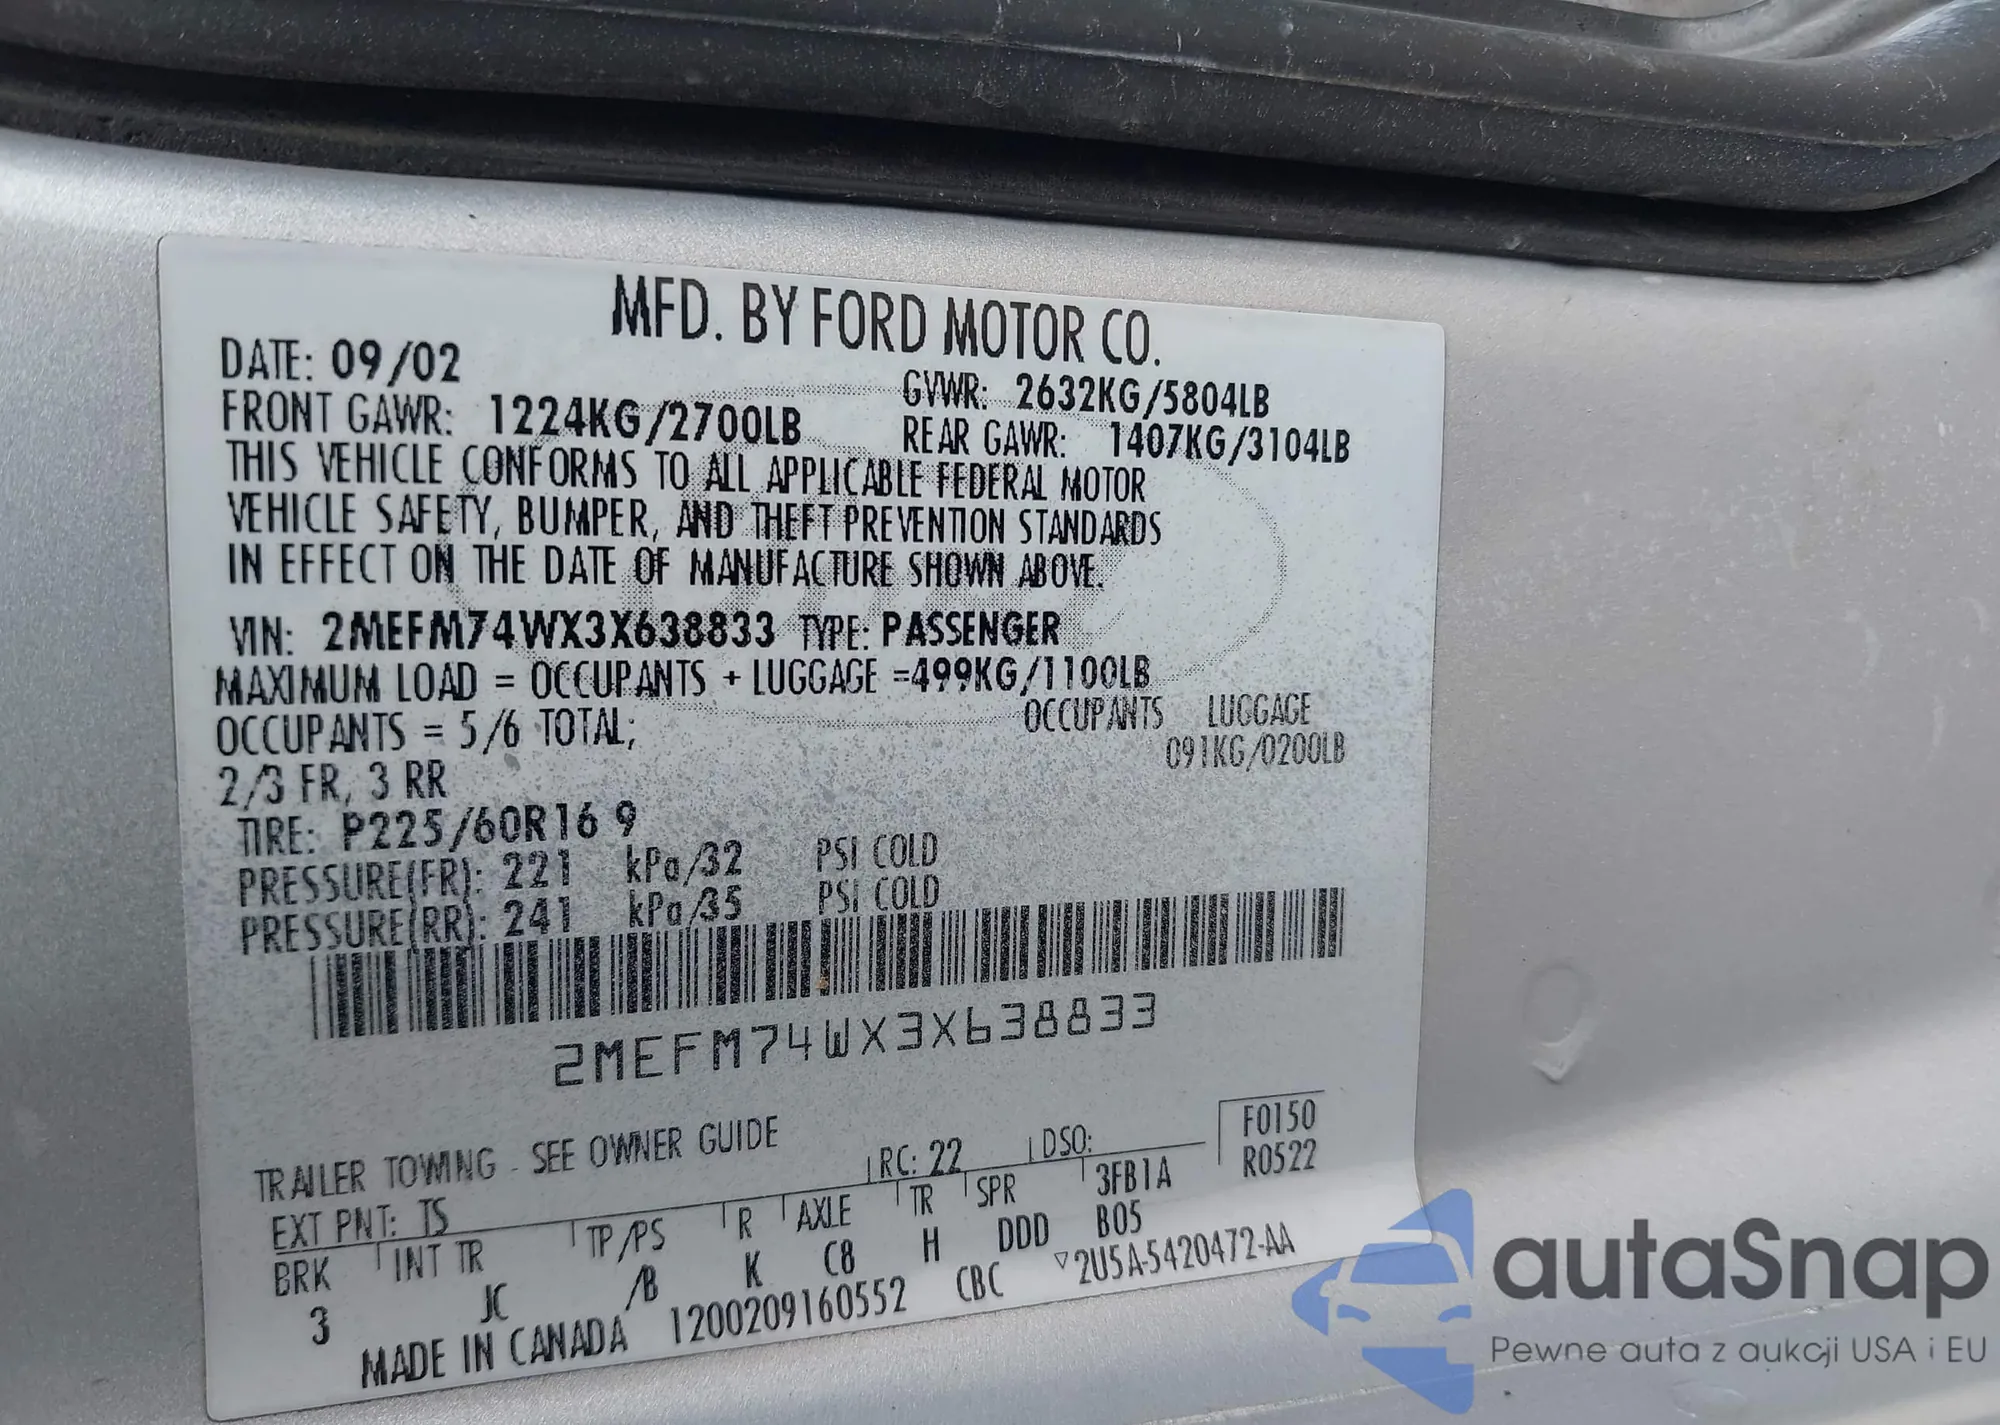 MFD. BY FORD MOTOR CO.
DATE: 09/02 GVWR: 2632KG/5804LB
FRONT GAWR: 1224KG/2700LB REAR GAWR: 1407KG/3104LB
THIS VEHICLE CONFORMS TO ALL APPLICABLE FEDERAL MOTOR
VEHICLE SAFETY, BUMPER, AND THEFT PREVENTION STANDARDS
IN EFFECT ON THE DATE OF MANUFACTURE SHOWN ABOVE.
VIN: 2MEFM74WX3X638833 TYPE: PASSENGER
MAXIMUM LOAD = OCCUPANTS + LUGGAGE =499KG/1100LB
OCCUPANTS = 5/6 TOTAL; OCCUPANTS LUGGAGE
2/3 FR, 3 RR 091KG/0200LB
TIRE: P225/60R16 9
PRESSURE(FR): 221 kPa/32 PSI COLD
PRESSURE(RR): 241 kPa/35 PSI COLD
2MEFM74WX3X638833
TRAILER TOWING - SEE OWNER GUIDE
F0150
EXT PNT: TS RC: 22 DSO: R0522
BRK INT TR TP/PS R AXLE TR SPR 3FB1A
3 JC /B K C8 H DDD B05
MADE IN CANADA 1200209160552 CBC ▽2U5A-5420472-AA
autaSnap
Pewne auta z aukcji USA i EU